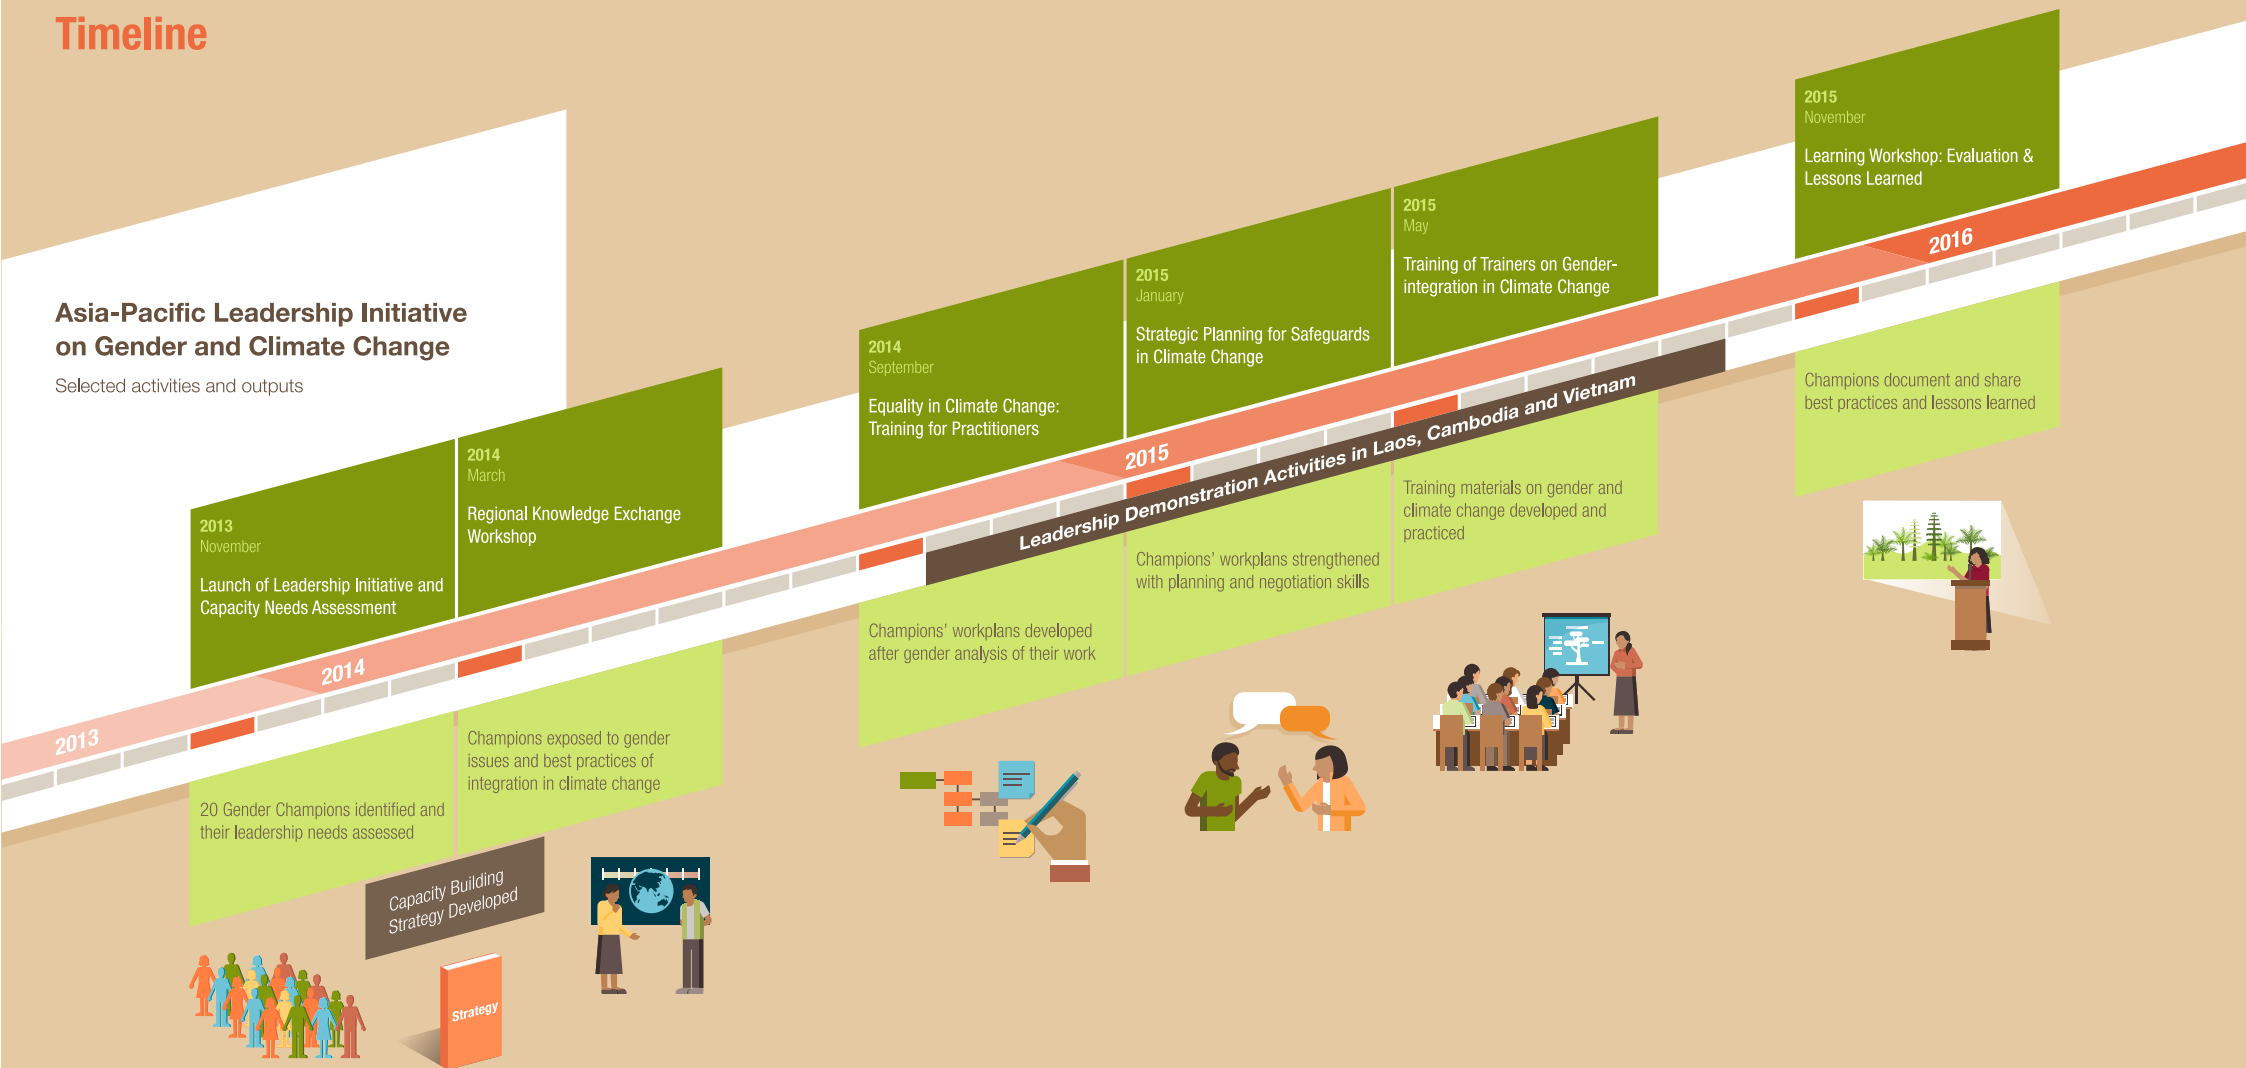 Timeline
Asia-Pacific Leadership Initiative
on Gender and Climate Change
Selected activities and outputs
2013
November
Launch of Leadership Initiative and
Capacity Needs Assessment
2014
March
Regional Knowledge Exchange
Workshop
2014
September
Equality in Climate Change:
Training for Practitioners
2015
January
Strategic Planning for Safeguards
in Climate Change
2015
May
Training of Trainers on Gender-
integration in Climate Change
2015
November
Learning Workshop: Evaluation &
Lessons Learned
2013
2014
2015
2016
Leadership Demonstration Activities in Laos, Cambodia and Vietnam
20 Gender Champions identified and
their leadership needs assessed
Champions exposed to gender
issues and best practices of
integration in climate change
Champions’ workplans developed
after gender analysis of their work
Champions’ workplans strengthened
with planning and negotiation skills
Training materials on gender and
climate change developed and
practiced
Champions document and share
best practices and lessons learned
Capacity Building
Strategy Developed
Strategy